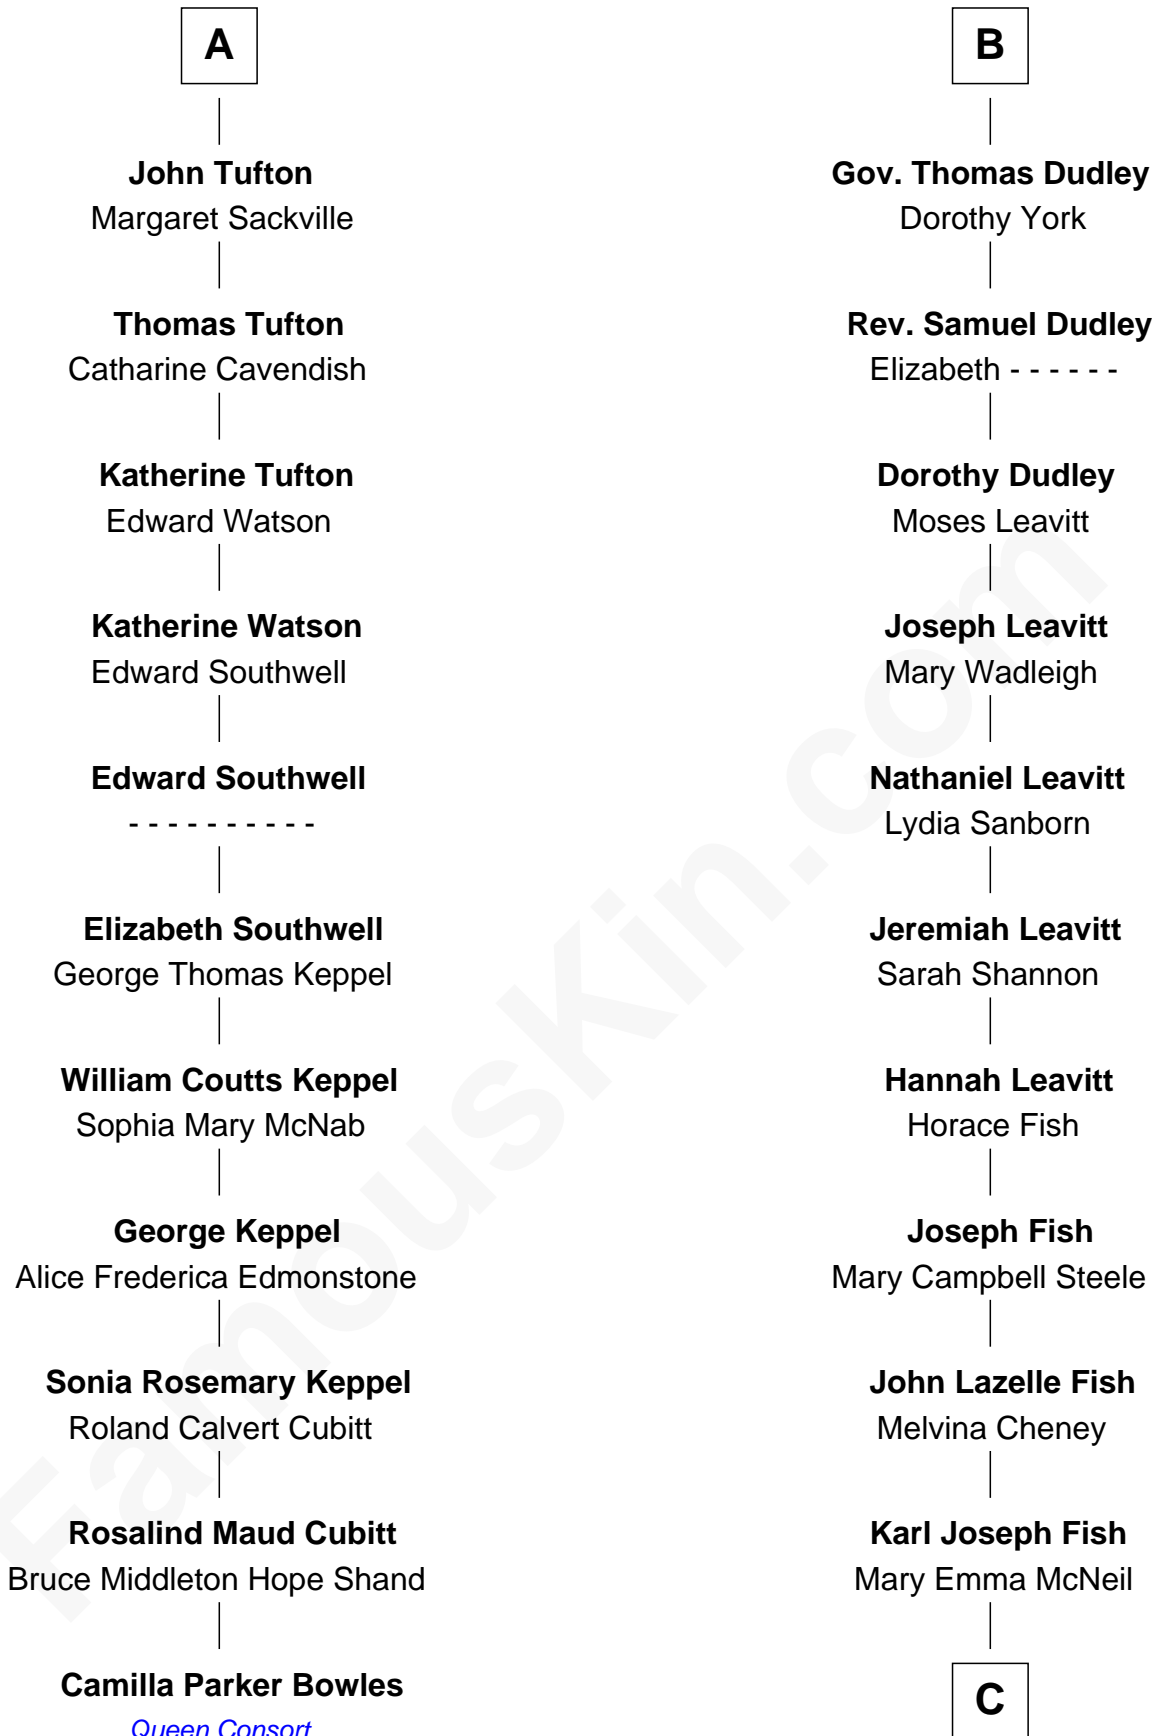 A
John Tufton
Margaret Sackville
Thomas Tufton
Catharine Cavendish
Katherine Tufton
Edward Watson
Katherine Watson
Edward Southwell
Edward Southwell
- - - - - - - - - -
Elizabeth Southwell
George Thomas Keppel
William Coutts Keppel
Sophia Mary McNab
George Keppel
Alice Frederica Edmonstone
Sonia Rosemary Keppel
Roland Calvert Cubitt
Rosalind Maud Cubitt
Bruce Middleton Hope Shand
Camilla Parker Bowles
Queen Consort
B
Gov. Thomas Dudley
Dorothy York
Rev. Samuel Dudley
Elizabeth - - - - - -
Dorothy Dudley
Moses Leavitt
Joseph Leavitt
Mary Wadleigh
Nathaniel Leavitt
Lydia Sanborn
Jeremiah Leavitt
Sarah Shannon
Hannah Leavitt
Horace Fish
Joseph Fish
Mary Campbell Steele
John Lazelle Fish
Melvina Cheney
Karl Joseph Fish
Mary Emma McNeil
C
FamousKin.com